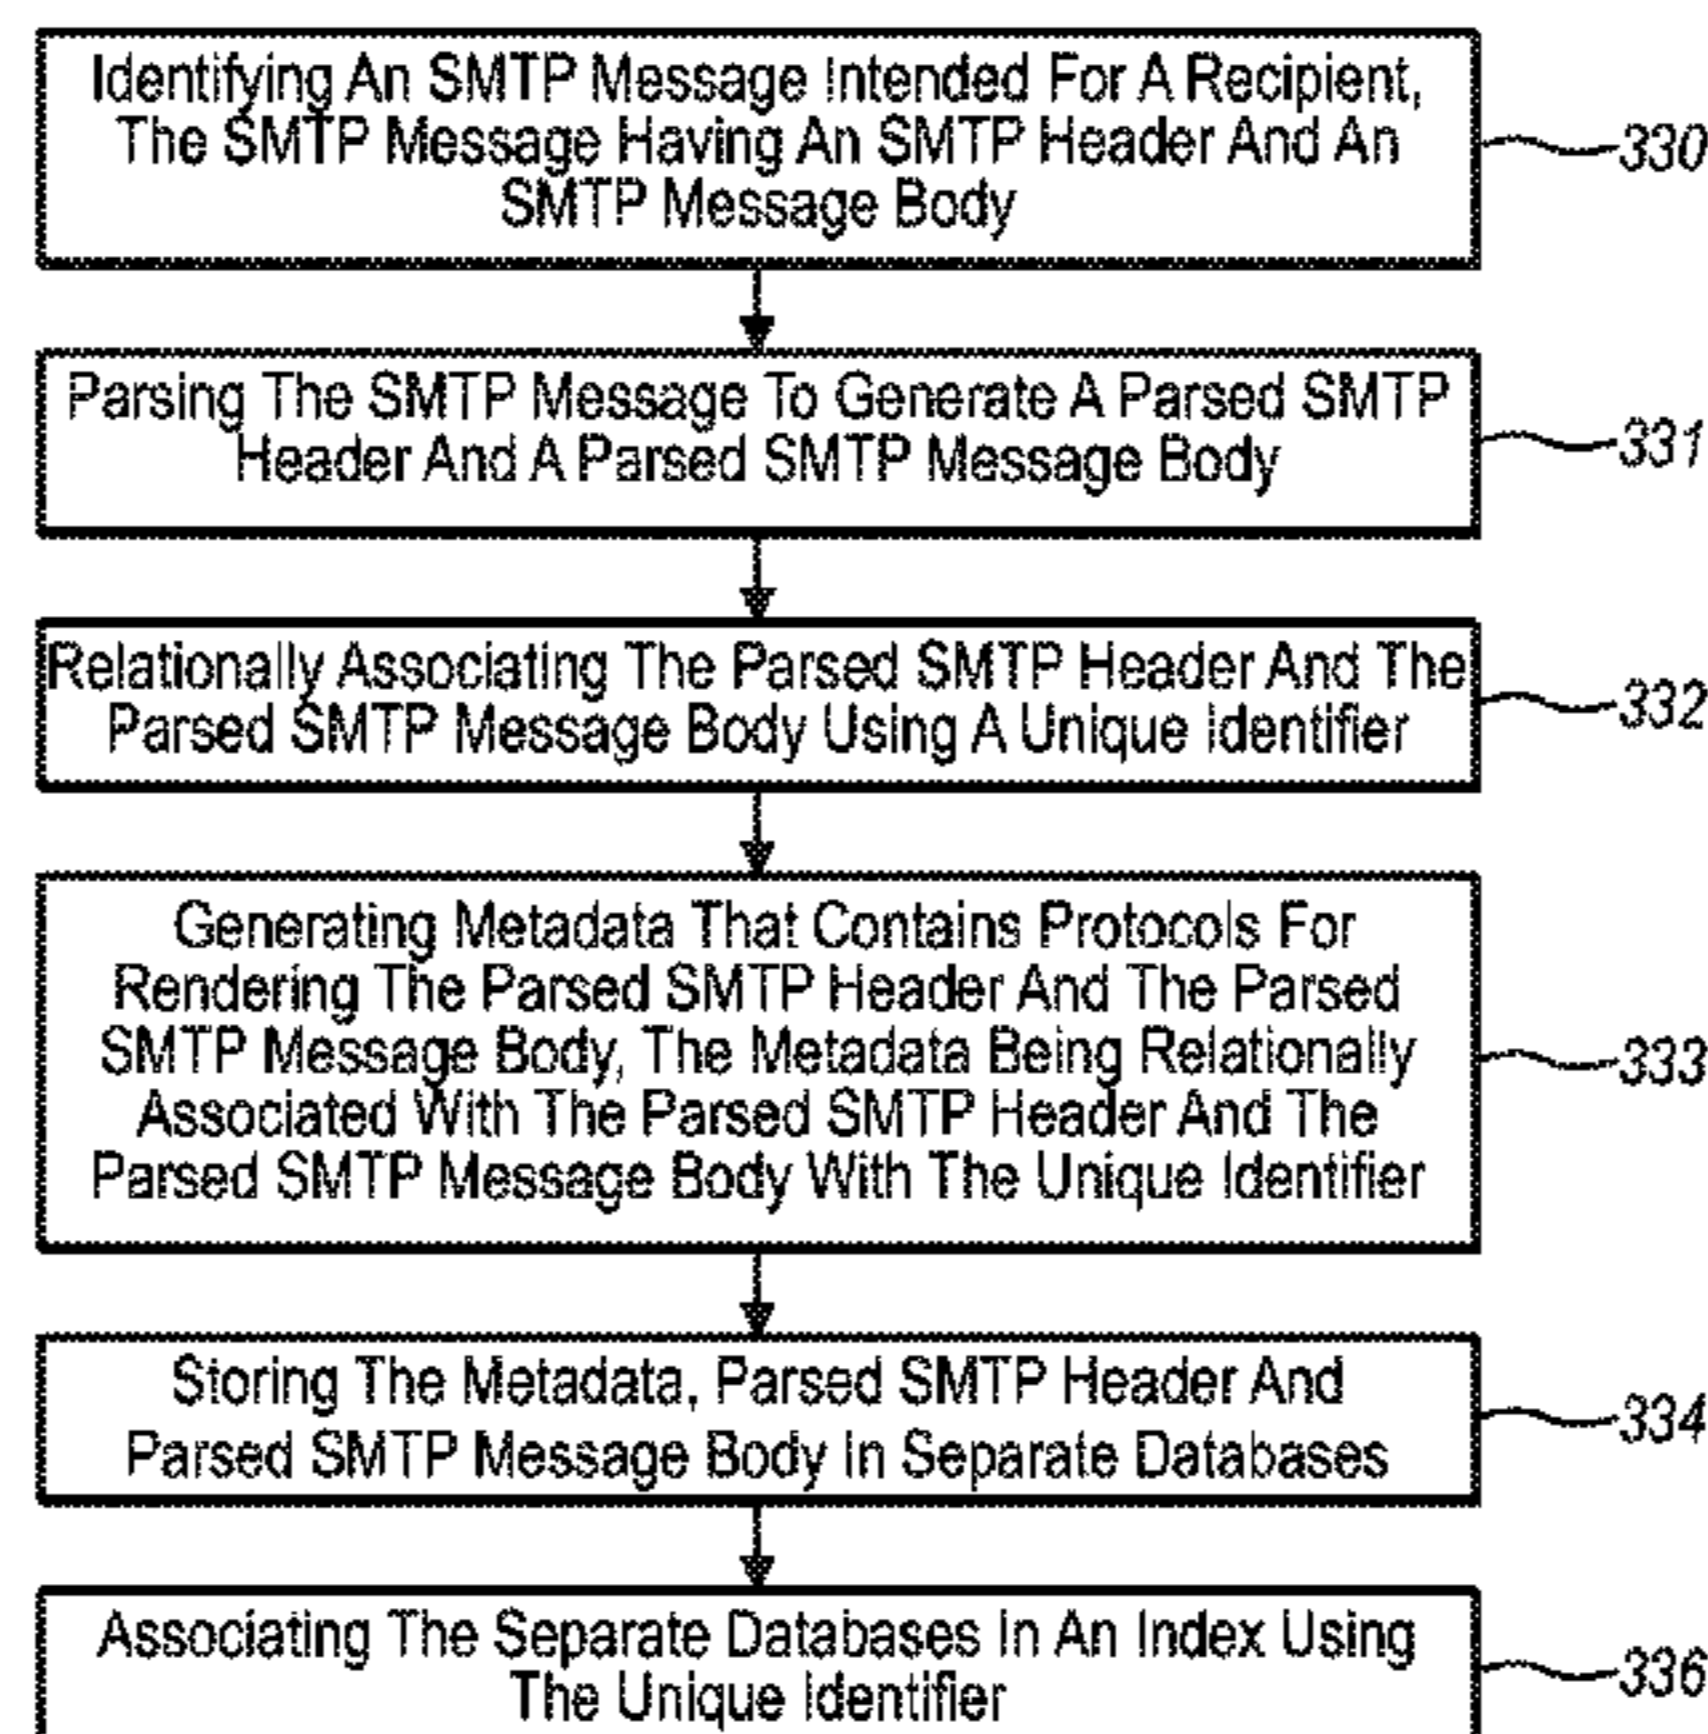 Identifying An SMTP Message Intended For A Recipient,
The SMTP Message Having An SMTP Header And An
SMTP Message Body
330
Parsing The SMTP Message To Generate A Parsed SMTP
Header And A Parsed SMTP Message Body
331
Relationally Associating The Parsed SMTP Header And The
Parsed SMTP Message Body Using A Unique Identifier
332
Generating Metadata That Contains Protocols For
Rendering The Parsed SMTP Header And The Parsed
SMTP Message Body, The Metadata Being Relationally
Associated With The Parsed SMTP Header And The
Parsed SMTP Message Body With The Unique Identifier
333
Storing The Metadata, Parsed SMTP Header And
Parsed SMTP Message Body In Separate Databases
334
Associating The Separate Databases In An Index Using
The Unique Identifier
336